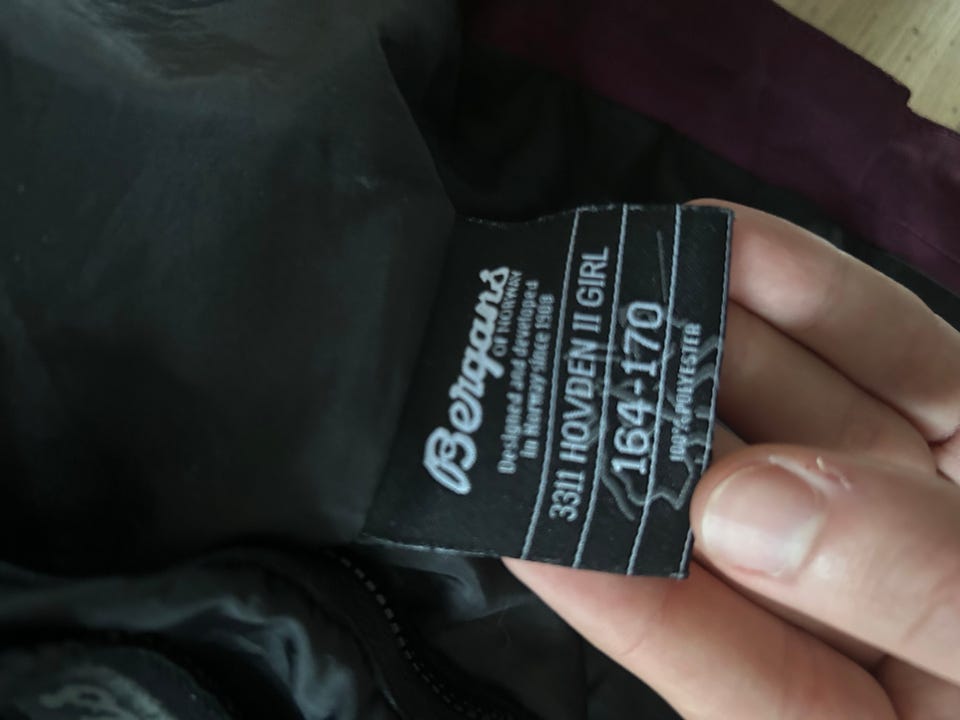 Bergans
OF NORWAY
Designed and developed
in Norway since 1908
3311 HOVDEN II GIRL
164-170
100% POLYESTER